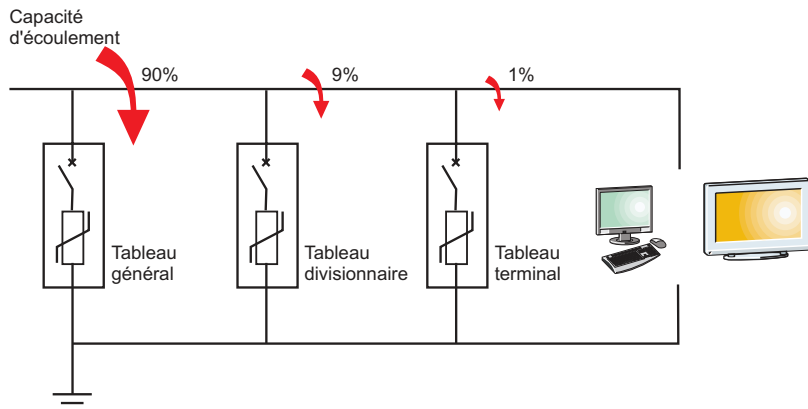 Capacité
d'écoulement
90%
9%
1%
Tableau
général
Tableau
divisionnaire
Tableau
terminal